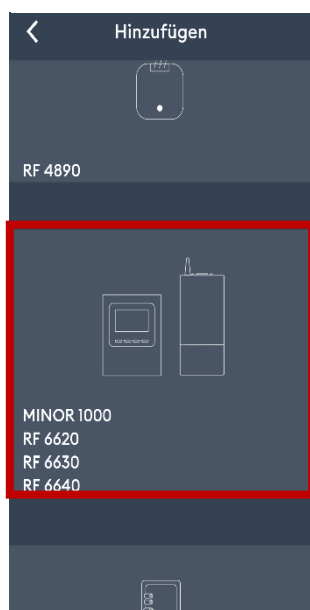 Hinzufügen
RF 4890
MINOR 1000
RF 6620
RF 6630
RF 6640